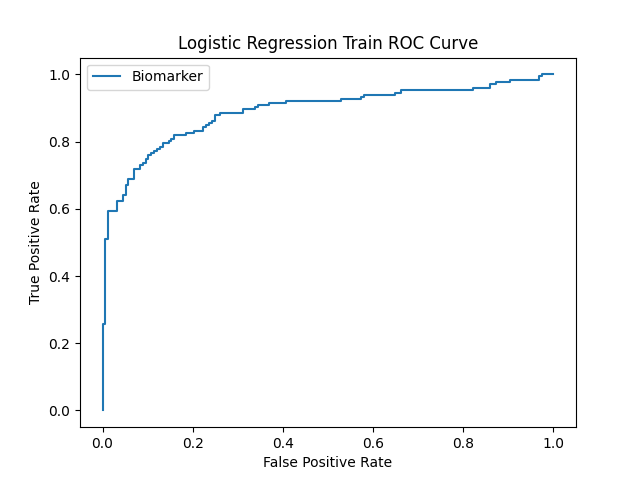 Logistic Regression Train ROC Curve
Biomarker
True Positive Rate
1.0
0.8
0.6
0.4
0.2
0.0
0.0 0.2 0.4 0.6 0.8 1.0
False Positive Rate